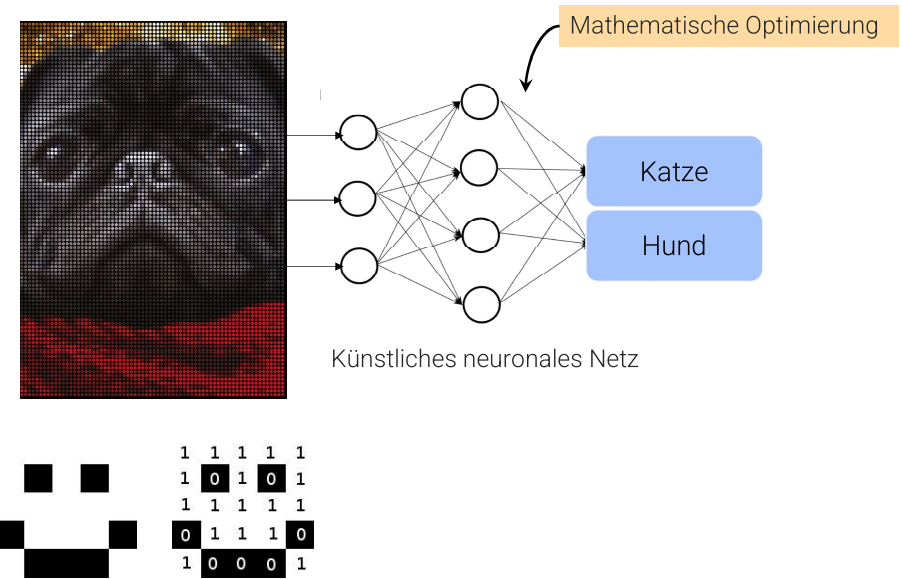 Mathematische Optimierung
Katze
Hund
Künstliches neuronales Netz
1 1 1 1 1
1 0 1 0 1
1 1 1 1 1
0 1 1 1 0
1 0 0 0 1